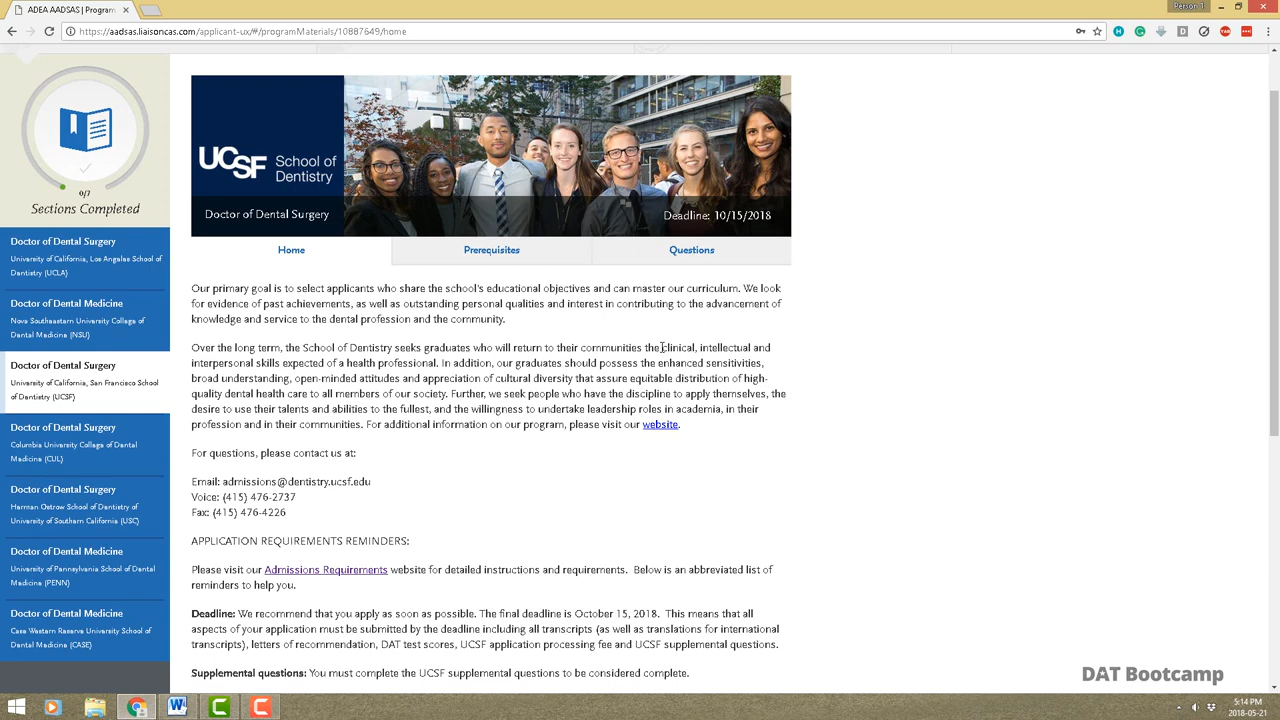 ADEA AADSAS | Program
Person 1
https://aadsas.liaisoncas.com/applicant-ux/#/programMaterials/10887649/home
0/7
Sections Completed
Doctor of Dental Surgery
University of California, Los Angeles School of
Dentistry (UCLA)
Doctor of Dental Medicine
Nova Southeastern University College of
Dental Medicine (NSU)
Doctor of Dental Surgery
University of California, San Francisco School
of Dentistry (UCSF)
Doctor of Dental Surgery
Columbia University College of Dental
Medicine (CUL)
Doctor of Dental Surgery
Herman Ostrow School of Dentistry of
University of Southern California (USC)
Doctor of Dental Medicine
University of Pennsylvania School of Dental
Medicine (PENN)
Doctor of Dental Medicine
Case Western Reserve University School of
Dental Medicine (CASE)
UCSF School of
Dentistry
Doctor of Dental Surgery
Deadline: 10/15/2018
Home Prerequisites Questions
Our primary goal is to select applicants who share the school's educational objectives and can master our curriculum. We look
for evidence of past achievements, as well as outstanding personal qualities and interest in contributing to the advancement of
knowledge and service to the dental profession and the community.
Over the long term, the School of Dentistry seeks graduates who will return to their communities the clinical, intellectual and
interpersonal skills expected of a health professional. In addition, our graduates should possess the enhanced sensitivities,
broad understanding, open-minded attitudes and appreciation of cultural diversity that assure equitable distribution of high-
quality dental health care to all members of our society. Further, we seek people who have the discipline to apply themselves, the
desire to use their talents and abilities to the fullest, and the willingness to undertake leadership roles in academia, in their
profession and in their communities. For additional information on our program, please visit our website.
For questions, please contact us at:
Email: admissions@dentistry.ucsf.edu
Voice: (415) 476-2737
Fax: (415) 476-4226
APPLICATION REQUIREMENTS REMINDERS:
Please visit our Admissions Requirements website for detailed instructions and requirements. Below is an abbreviated list of
reminders to help you.
Deadline: We recommend that you apply as soon as possible. The final deadline is October 15, 2018. This means that all
aspects of your application must be submitted by the deadline including all transcripts (as well as translations for international
transcripts), letters of recommendation, DAT test scores, UCSF application processing fee and UCSF supplemental questions.
Supplemental questions: You must complete the UCSF supplemental questions to be considered complete.
DAT Bootcamp
5:14 PM
2018-05-21